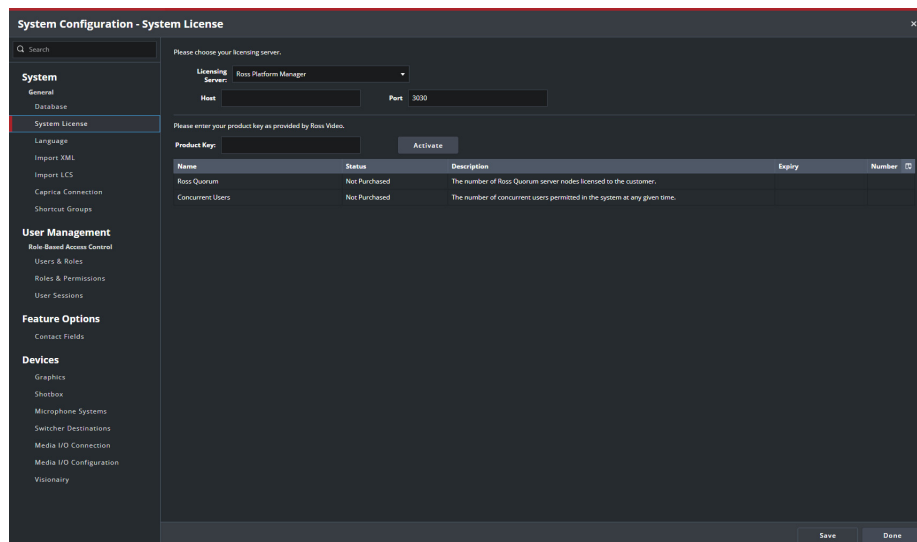 System Configuration - System License
×
Search
System
General
Database
System License
Language
Import XML
Import LCS
Caprica Connection
Shortcut Groups
User Management
Role-Based Access Control
Users & Roles
Roles & Permissions
User Sessions
Feature Options
Contact Fields
Devices
Graphics
Shotbox
Microphone Systems
Switcher Destinations
Media I/O Connection
Media I/O Configuration
Visionairy
Please choose your licensing server.
Licensing Server: Ross Platform Manager
Host Port 3030
Please enter your product key as provided by Ross Video.
Product Key: Activate
Name Status Description Expiry Number
Ross Quorum Not Purchased The number of Ross Quorum server nodes licensed to the customer.
Concurrent Users Not Purchased The number of concurrent users permitted in the system at any given time.
Save Done